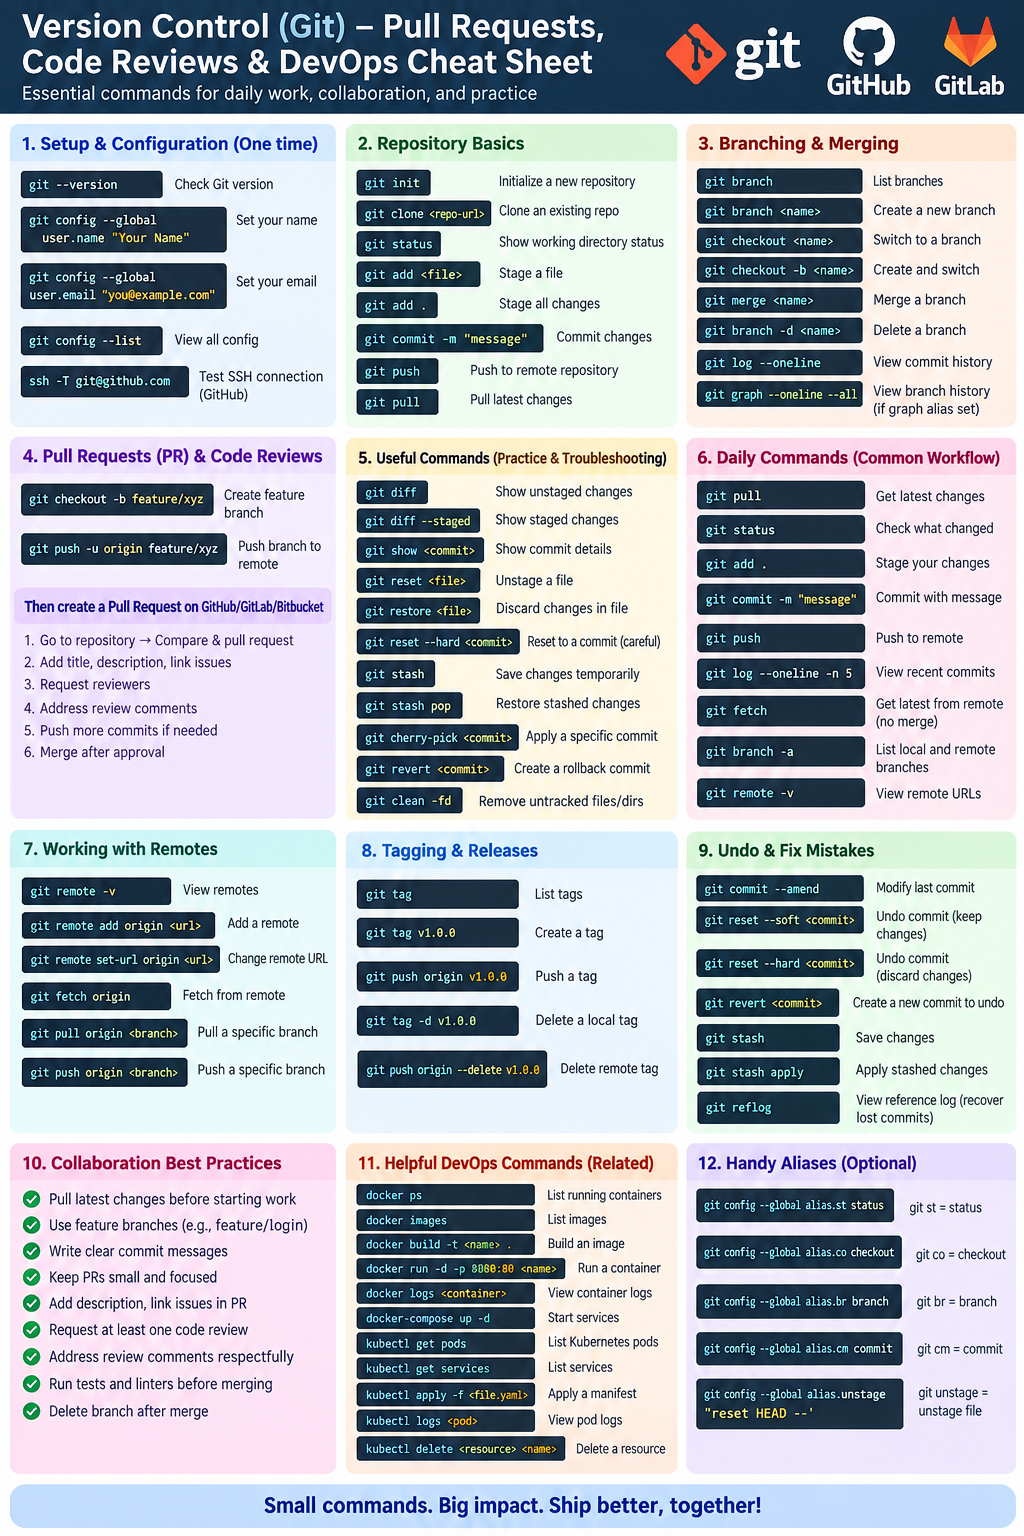 Version Control (Git) – Pull Requests,
Code Reviews & DevOps Cheat Sheet
Essential commands for daily work, collaboration, and practice
git
GitHub
GitLab
1. Setup & Configuration (One time)
git --version Check Git version
git config --global
user.name "Your Name"
Set your name
git config --global
user.email "you@example.com"
Set your email
git config --list View all config
ssh -T git@github.com
Test SSH connection
(GitHub)
2. Repository Basics
git init Initialize a new repository
git clone <repo-url> Clone an existing repo
git status Show working directory status
git add <file> Stage a file
git add . Stage all changes
git commit -m "message" Commit changes
git push Push to remote repository
git pull Pull latest changes
3. Branching & Merging
git branch List branches
git branch <name> Create a new branch
git checkout <name> Switch to a branch
git checkout -b <name> Create and switch
git merge <name> Merge a branch
git branch -d <name> Delete a branch
git log --oneline View commit history
git graph --oneline --all View branch history
(if graph alias set)
4. Pull Requests (PR) & Code Reviews
git checkout -b feature/xyz Create feature
branch
git push -u origin feature/xyz Push branch to
remote
Then create a Pull Request on GitHub/GitLab/Bitbucket
1. Go to repository → Compare & pull request
2. Add title, description, link issues
3. Request reviewers
4. Address review comments
5. Push more commits if needed
6. Merge after approval
5. Useful Commands (Practice & Troubleshooting)
git diff Show unstaged changes
git diff --staged Show staged changes
git show <commit> Show commit details
git reset <file> Unstage a file
git restore <file> Discard changes in file
git reset --hard <commit> Reset to a commit (careful)
git stash Save changes temporarily
git stash pop Restore stashed changes
git cherry-pick <commit> Apply a specific commit
git revert <commit> Create a rollback commit
git clean -fd Remove untracked files/dirs
6. Daily Commands (Common Workflow)
git pull Get latest changes
git status Check what changed
git add . Stage your changes
git commit -m "message" Commit with message
git push Push to remote
git log --oneline -n 5 View recent commits
git fetch Get latest from remote
(no merge)
git branch -a List local and remote
branches
git remote -v View remote URLs
7. Working with Remotes
git remote -v View remotes
git remote add origin <url> Add a remote
git remote set-url origin <url> Change remote URL
git fetch origin Fetch from remote
git pull origin <branch> Pull a specific branch
git push origin <branch> Push a specific branch
8. Tagging & Releases
git tag List tags
git tag v1.0.0 Create a tag
git push origin v1.0.0 Push a tag
git tag -d v1.0.0 Delete a local tag
git push origin --delete v1.0.0 Delete remote tag
9. Undo & Fix Mistakes
git commit --amend Modify last commit
git reset --soft <commit> Undo commit (keep
changes)
git reset --hard <commit> Undo commit
(discard changes)
git revert <commit> Create a new commit to undo
git stash Save changes
git stash apply Apply stashed changes
git reflog View reference log (recover
lost commits)
10. Collaboration Best Practices
Pull latest changes before starting work
Use feature branches (e.g., feature/login)
Write clear commit messages
Keep PRs small and focused
Add description, link issues in PR
Request at least one code review
Address review comments respectfully
Run tests and linters before merging
Delete branch after merge
11. Helpful DevOps Commands (Related)
docker ps List running containers
docker images List images
docker build -t <name> . Build an image
docker run -d -p 8080:80 <name> Run a container
docker logs <container> View container logs
docker-compose up -d Start services
kubectl get pods List Kubernetes pods
kubectl get services List services
kubectl apply -f <file.yaml> Apply a manifest
kubectl logs <pod> View pod logs
kubectl delete <resource> <name> Delete a resource
12. Handy Aliases (Optional)
git config --global alias.st status git st = status
git config --global alias.co checkout git co = checkout
git config --global alias.br branch git br = branch
git config --global alias.cm commit git cm = commit
git config --global alias.unstage
"reset HEAD --'
git unstage =
unstage file
Small commands. Big impact. Ship better, together!